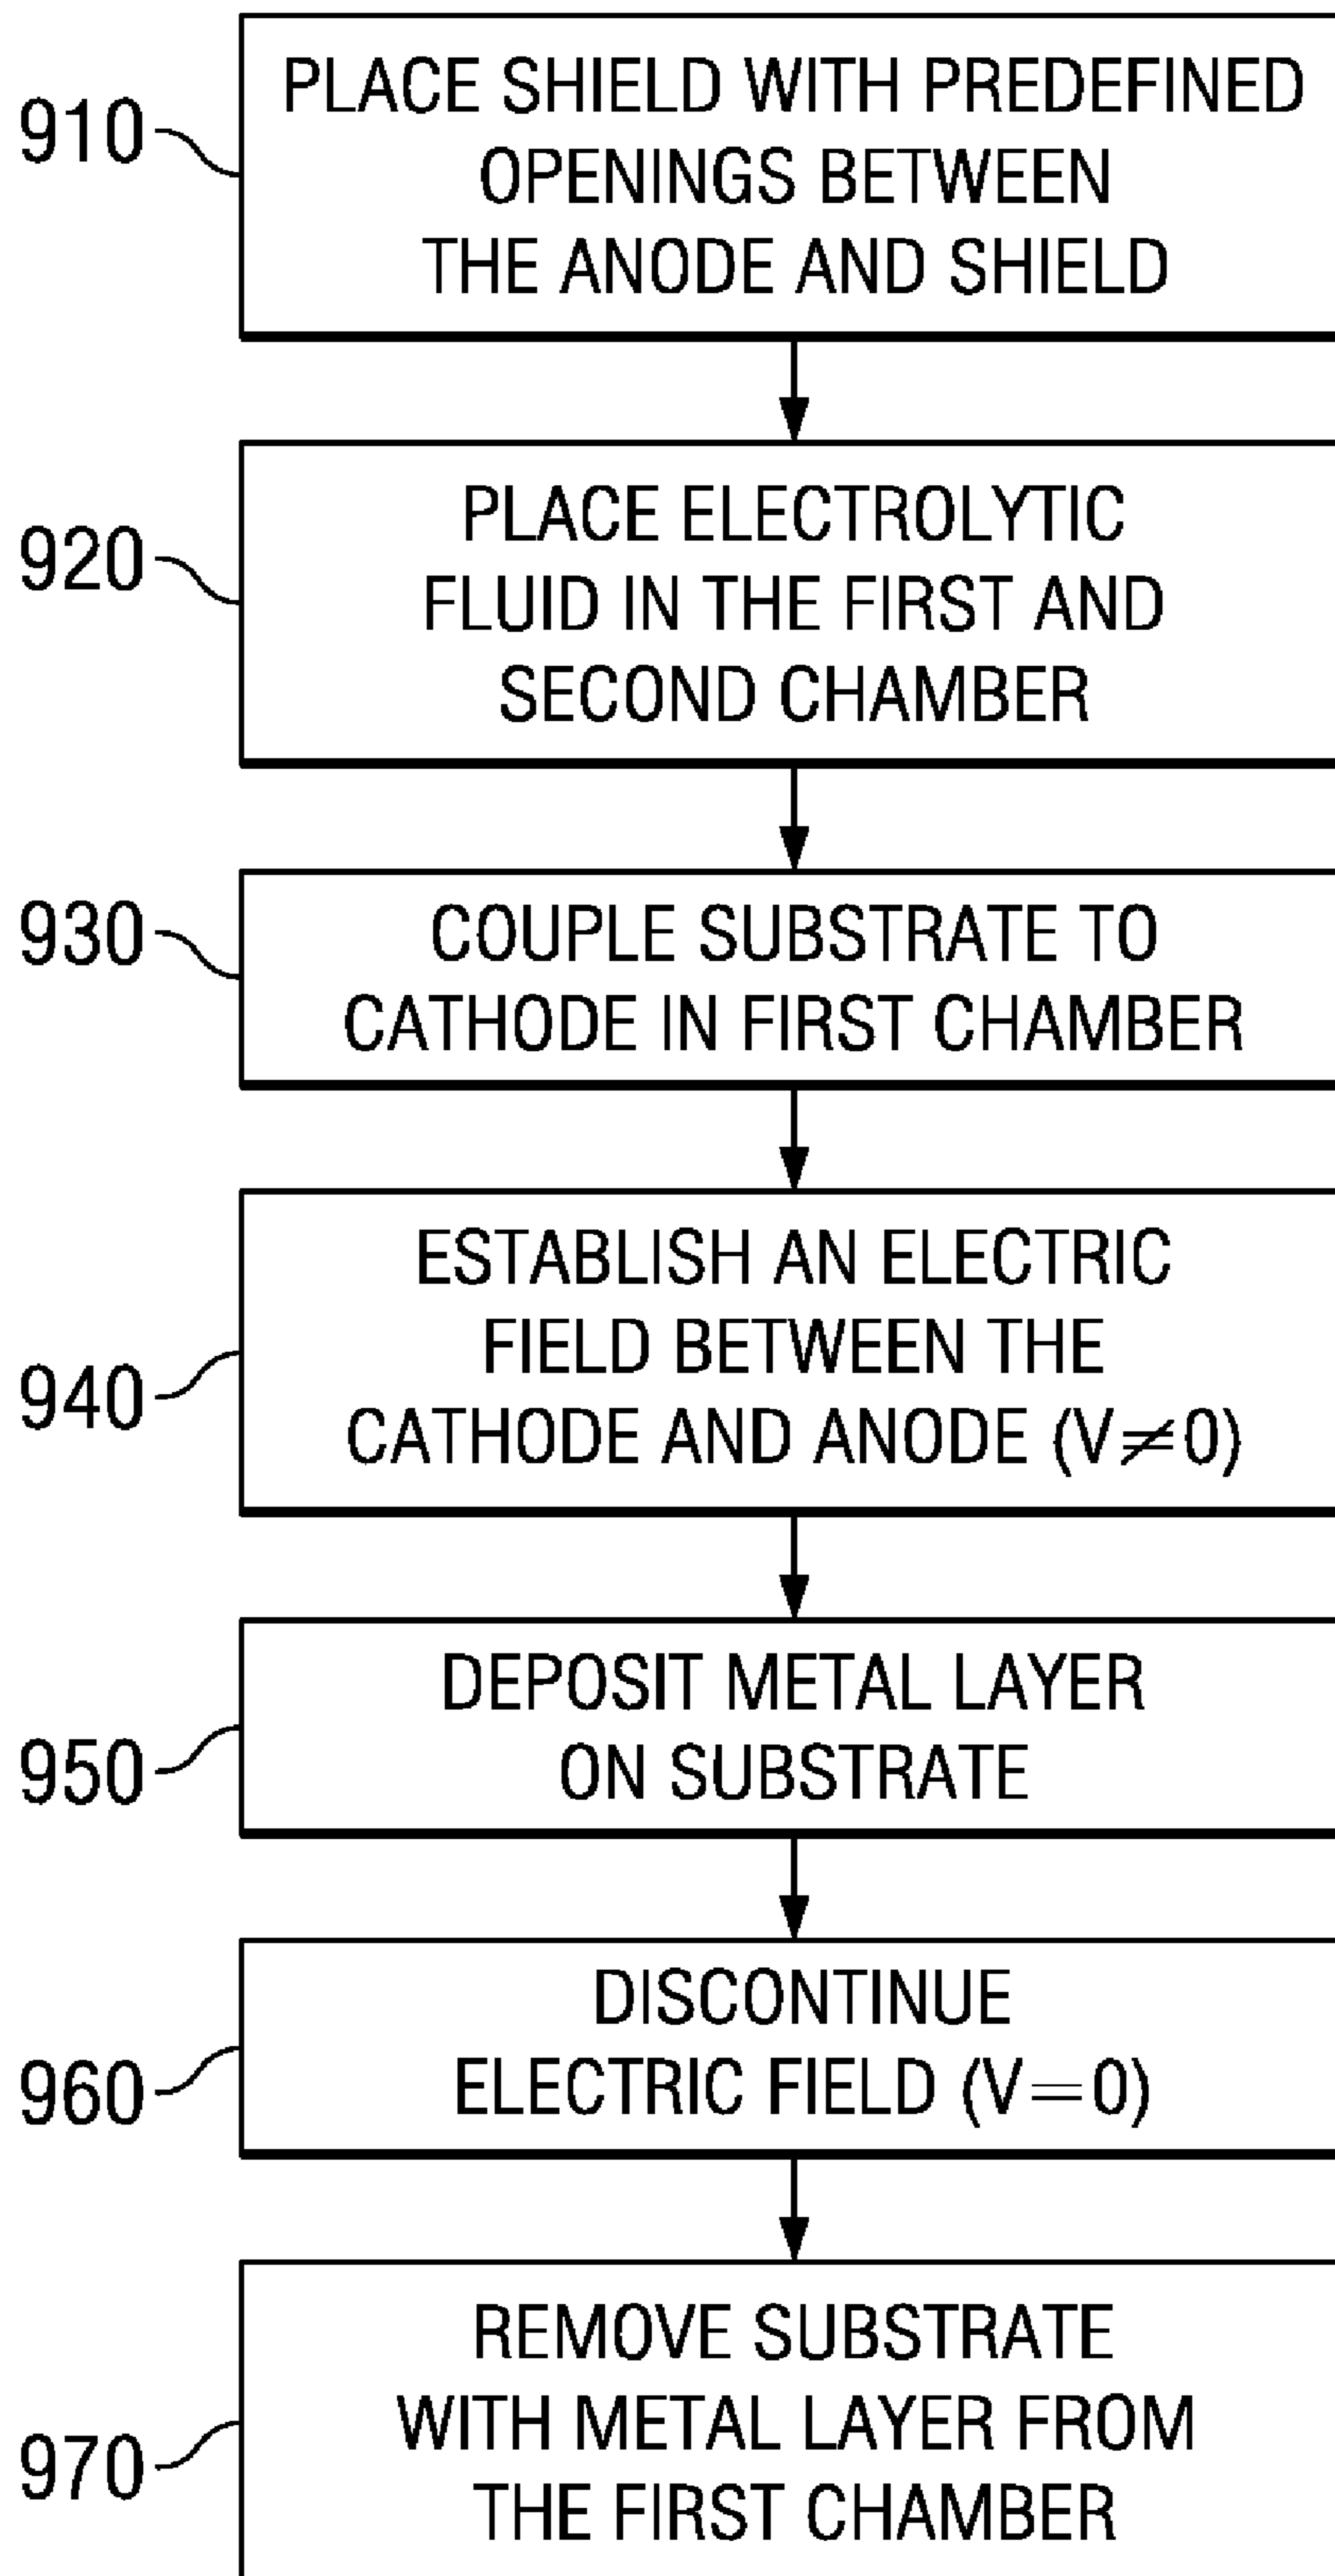 910
PLACE SHIELD WITH PREDEFINED
OPENINGS BETWEEN
THE ANODE AND SHIELD
920
PLACE ELECTROLYTIC
FLUID IN THE FIRST AND
SECOND CHAMBER
930
COUPLE SUBSTRATE TO
CATHODE IN FIRST CHAMBER
940
ESTABLISH AN ELECTRIC
FIELD BETWEEN THE
CATHODE AND ANODE (V≠0)
950
DEPOSIT METAL LAYER
ON SUBSTRATE
960
DISCONTINUE
ELECTRIC FIELD (V=0)
970
REMOVE SUBSTRATE
WITH METAL LAYER FROM
THE FIRST CHAMBER